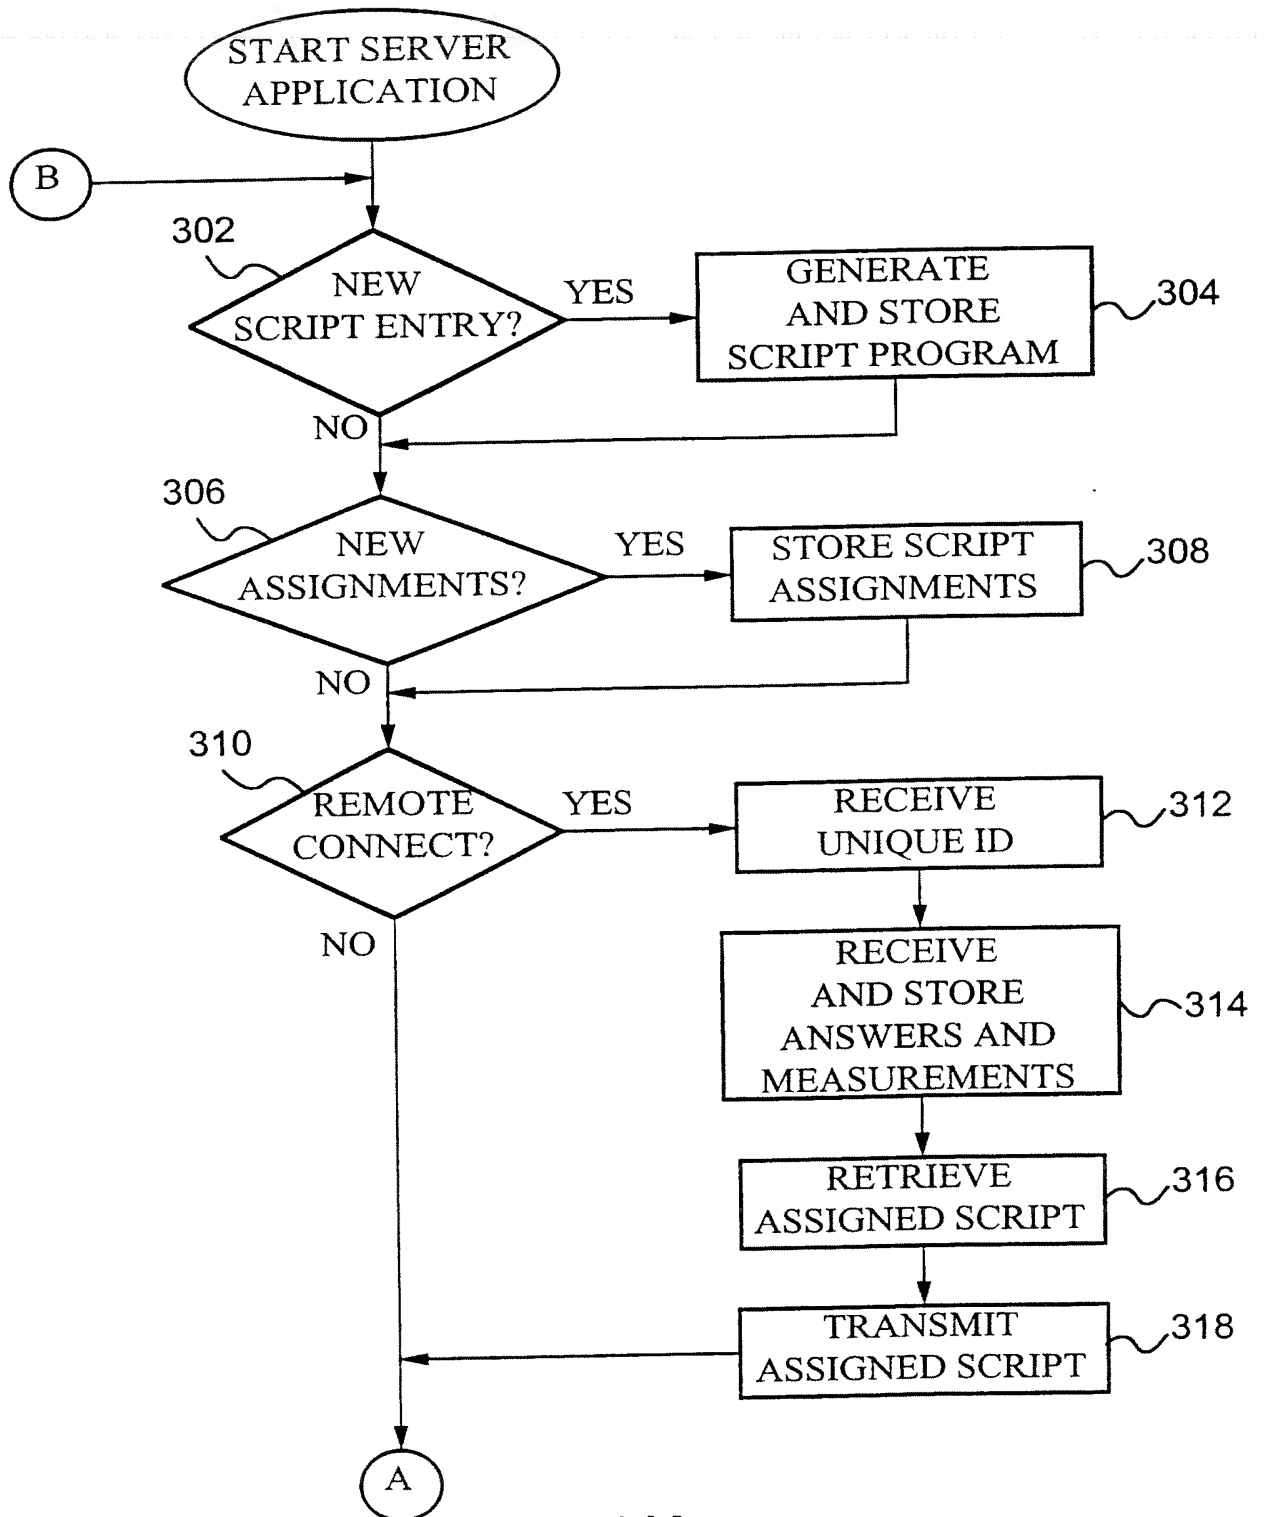 START SERVER
APPLICATION
B
302
NEW
SCRIPT ENTRY?
YES
GENERATE
AND STORE
SCRIPT PROGRAM
304
NO
306
NEW
ASSIGNMENTS?
YES
STORE SCRIPT
ASSIGNMENTS
308
NO
310
REMOTE
CONNECT?
YES
RECEIVE
UNIQUE ID
312
NO
RECEIVE
AND STORE
ANSWERS AND
MEASUREMENTS
314
RETRIEVE
ASSIGNED SCRIPT
316
TRANSMIT
ASSIGNED SCRIPT
318
A